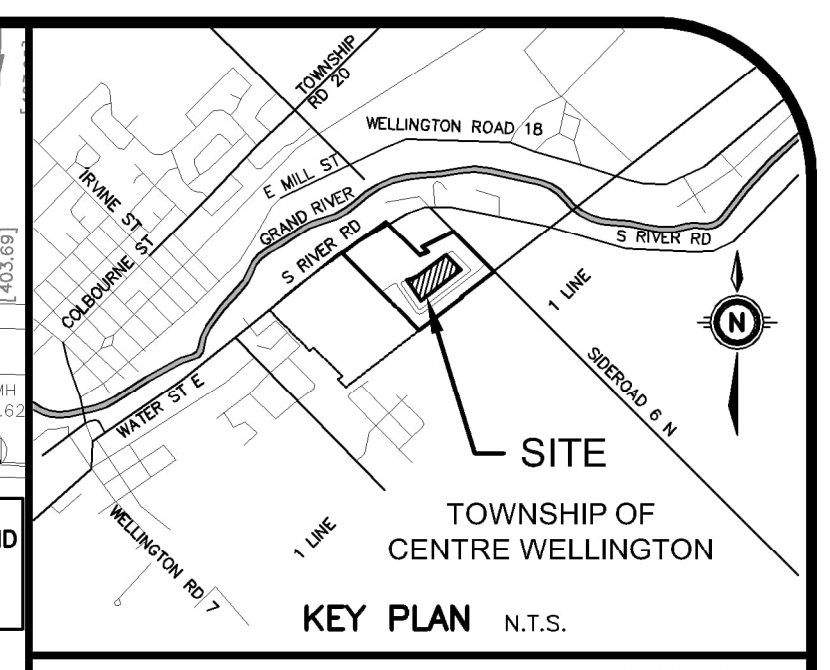 TOWNSHIP
RD 20
WELLINGTON ROAD 18
IRVINE ST
E MILL ST
GRAND RIVER
COLBOURNE ST
S RIVER RD
S RIVER RD
[403.69]
1 LINE
N
SIDEROAD 6 N
MH
.62
WATER ST E
SITE
TOWNSHIP OF
CENTRE WELLINGTON
WELLINGTON RD 7
1 LINE
KEY PLAN N.T.S.